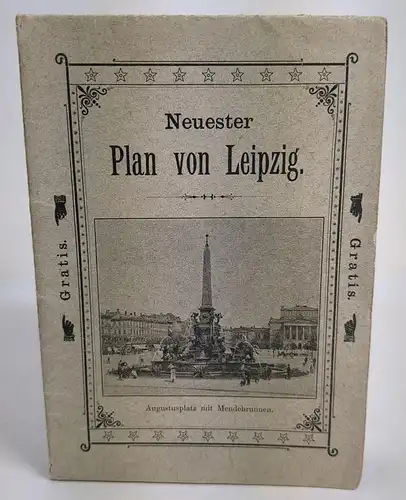 Neuester
Plan von Leipzig.
Gratis.
Gratis.
Augustusplatz mit Mendebrunnen.